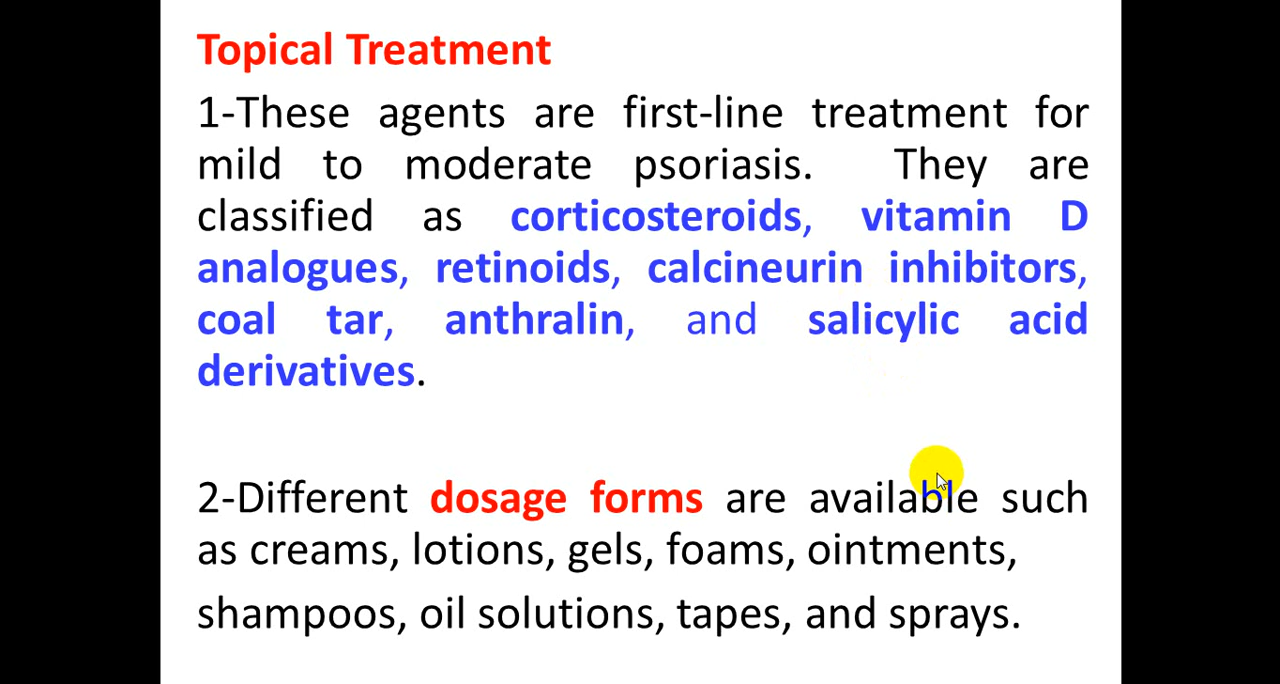 Topical Treatment
1-These agents are first-line treatment for
mild to moderate psoriasis. They are
classified as corticosteroids, vitamin D
analogues, retinoids, calcineurin inhibitors,
coal tar, anthralin, and salicylic acid
derivatives.
2-Different dosage forms are available such
as creams, lotions, gels, foams, ointments,
shampoos, oil solutions, tapes, and sprays.